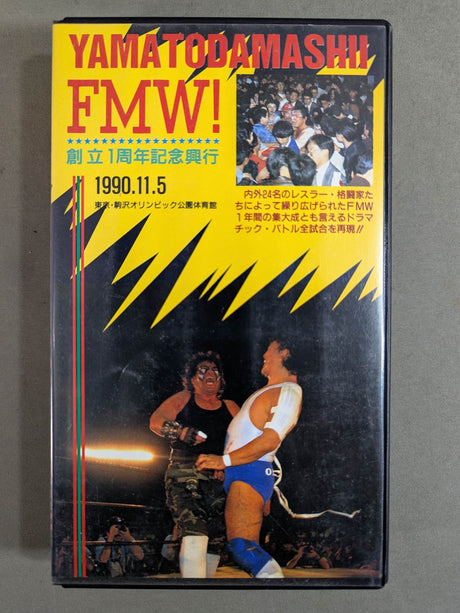 YAMATODAMASHII
FMW!
創立1周年記念興行
1990.11.5
東京・駒沢オリンピック公園体育館
内外24名のレスラー・格闘家た
ちによって繰り広げられたFMW
1年間の集大成とも言えるドラマ
チック・バトル全試合を再現!!